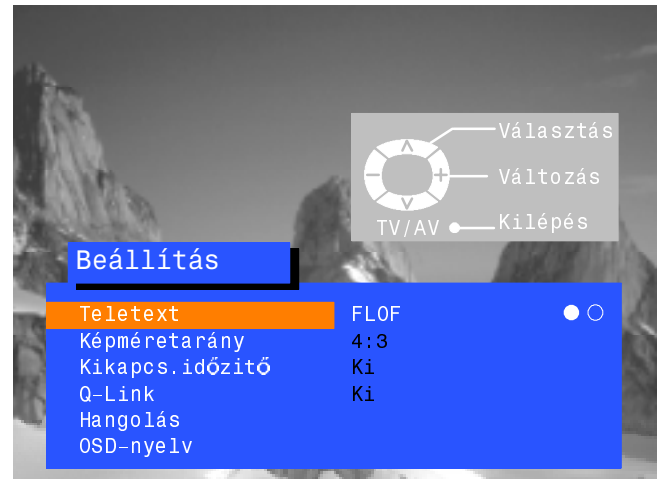 Választás
Változás
TV/AV Kilépés
Beállítás
Teletext FLOF
Képméretarány 4:3
Kikapcs.időzitő Ki
Q-Link Ki
Hangolás
OSD-nyelv